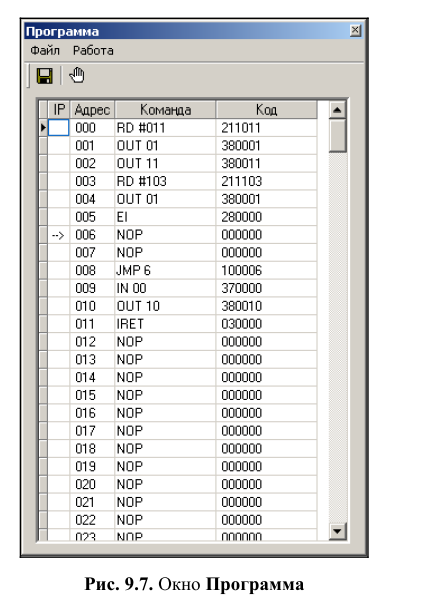 Программа
Файл Работа
IP Адрес Команда Код
000 RD #011 211011
001 OUT 01 380001
002 OUT 11 380011
003 RD #103 211103
004 OUT 01 380001
005 EI 280000
--> 006 NOP 000000
007 NOP 000000
008 JMP 6 100006
009 IN 00 370000
010 OUT 10 380010
011 IRET 030000
012 NOP 000000
013 NOP 000000
014 NOP 000000
015 NOP 000000
016 NOP 000000
017 NOP 000000
018 NOP 000000
019 NOP 000000
020 NOP 000000
021 NOP 000000
022 NOP 000000
023 NOP 000000
Рис. 9.7. Окно Программа